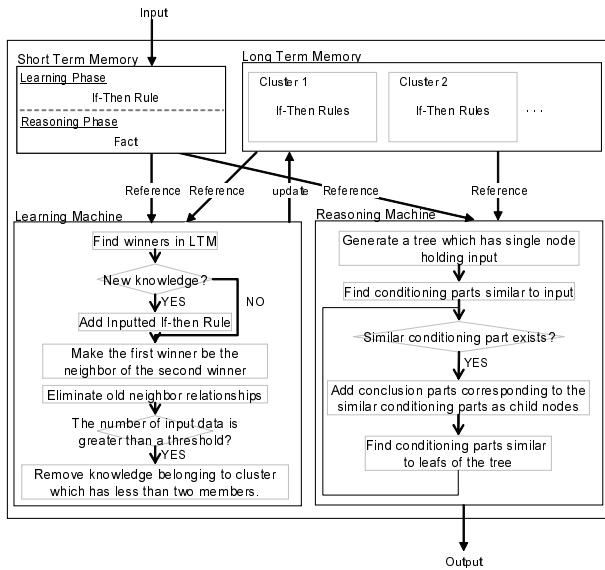 Input
Short Term Memory
Learning Phase
If-Then Rule
Reasoning Phase
Fact
Long Term Memory
Cluster 1
If-Then Rules
Cluster 2
If-Then Rules
. . .
Reference
Reference
update
Reference
Reference
Learning Machine
Find winners in LTM
New knowledge?
YES
NO
Add Inputted If-then Rule
Make the first winner be the
neighbor of the second winner
Eliminate old neighbor relationships
The number of input data is
greater than a threshold?
YES
Remove knowledge belonging to cluster
which has less than two members.
Reasoning Machine
Generate a tree which has single node
holding input
Find conditioning parts similar to input
Similar conditioning part exists?
YES
Add conclusion parts corresponding to the
similar conditioning parts as child nodes
Find conditioning parts similar
to leafs of the tree
Output